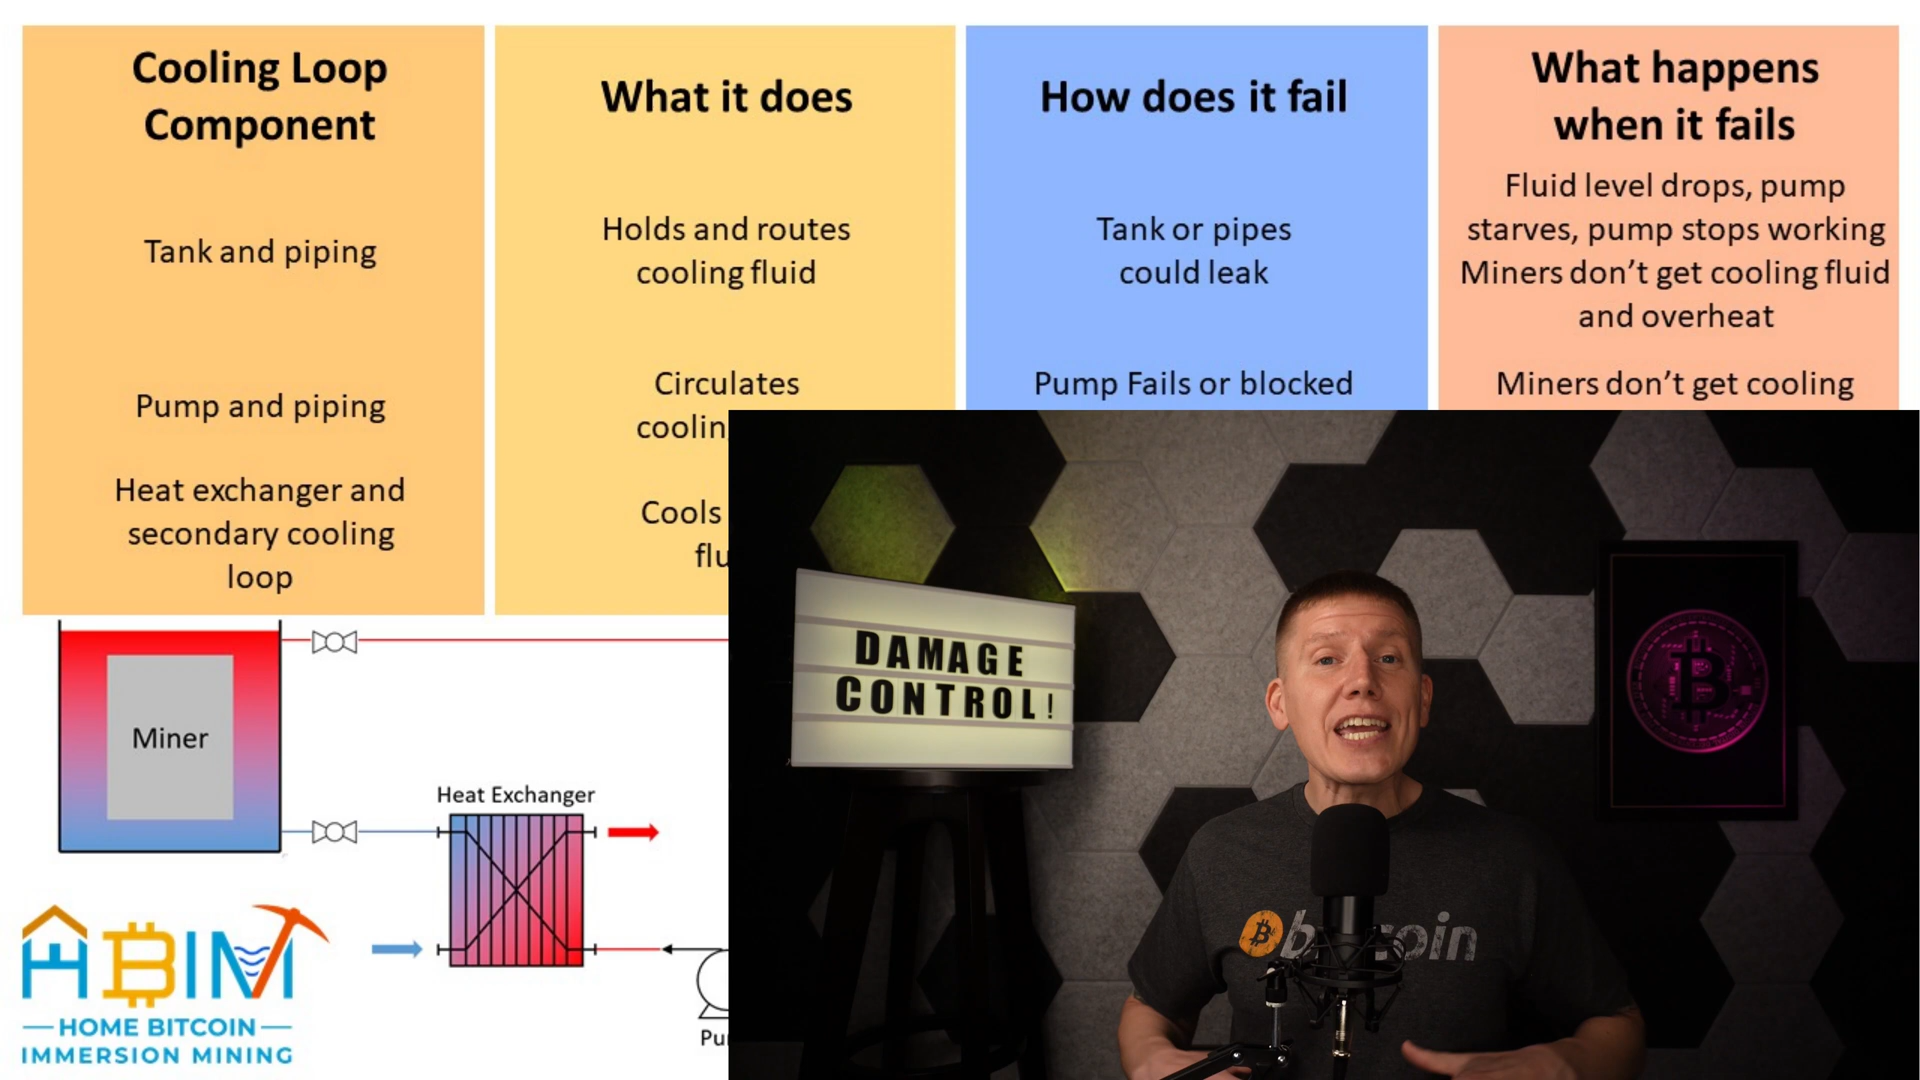 Cooling Loop
Component
What it does
How does it fail
What happens
when it fails
Tank and piping
Holds and routes
cooling fluid
Tank or pipes
could leak
Fluid level drops, pump
starves, pump stops working
Miners don’t get cooling fluid
and overheat
Pump and piping
Circulates
Pump Fails or blocked
Miners don’t get cooling
Heat exchanger and
secondary cooling
loop
Cools
Miner
Heat Exchanger
DAMAGE
CONTROL!
HBIM
HOME BITCOIN
IMMERSION MINING